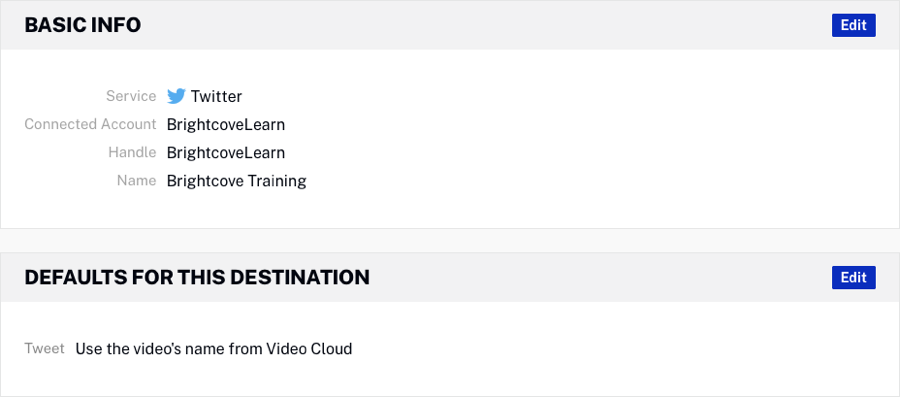 BASIC INFO Edit
Service Twitter
Connected Account BrightcoveLearn
Handle BrightcoveLearn
Name Brightcove Training
DEFAULTS FOR THIS DESTINATION Edit
Tweet Use the video's name from Video Cloud